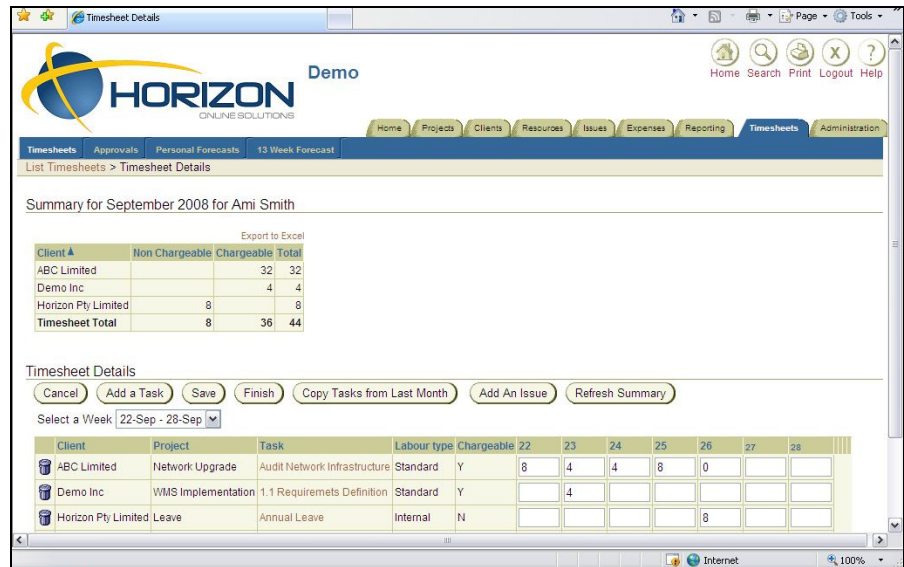 Timesheet Details
Page
Tools
HORIZON
ONLINE SOLUTIONS
Demo
Home Search Print Logout Help
Home Projects Clients Resources Issues Expenses Reporting Timesheets Administration
Timesheets Approvals Personal Forecasts 13 Week Forecast
List Timesheets > Timesheet Details
Summary for September 2008 for Ami Smith
Export to Excel
Client Non Chargeable Chargeable Total
ABC Limited 32 32
Demo Inc 4 4
Horizon Pty Limited 8 8
Timesheet Total 8 36 44
Timesheet Details
Cancel Add a Task Save Finish Copy Tasks from Last Month Add An Issue Refresh Summary
Select a Week 22-Sep - 28-Sep
Client Project Task Labour type Chargeable 22 23 24 25 26 27 28
ABC Limited Network Upgrade Audit Network Infrastructure Standard Y 8 4 4 8 0
Demo Inc WMS Implementation 1.1 Requiremets Definition Standard Y 4
Horizon Pty Limited Leave Annual Leave Internal N 8
Internet 100%